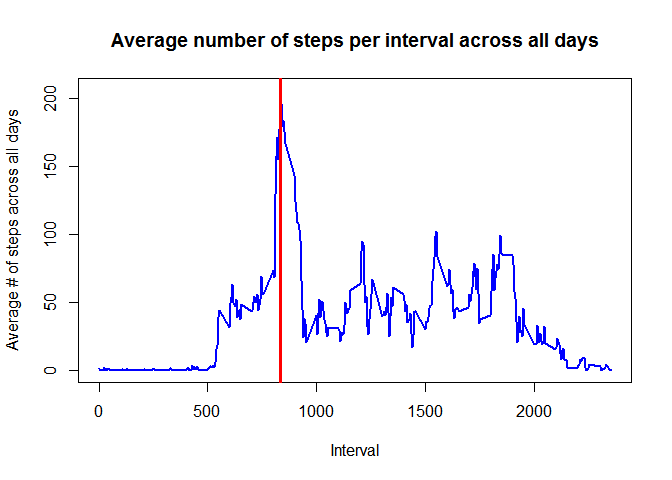 Average number of steps per interval across all days
Average # of steps across all days
200
150
100
50
0
0 500 1000 1500 2000
Interval